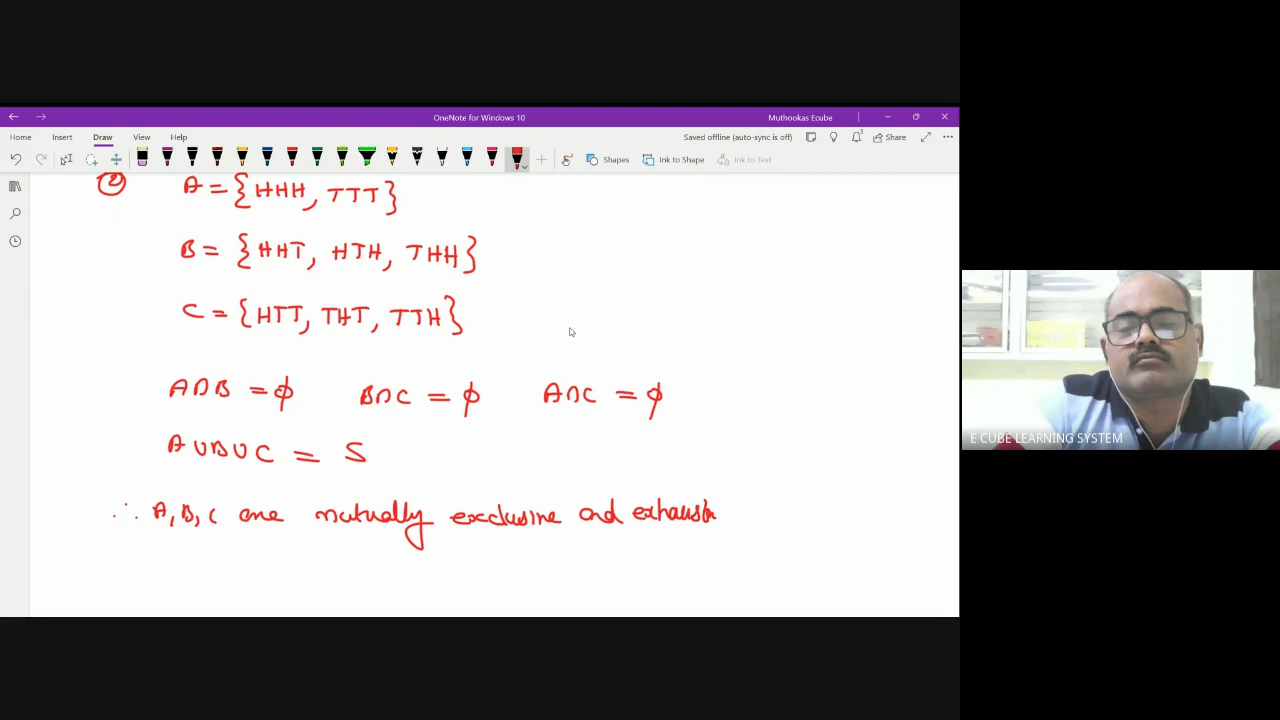 OneNote for Windows 10
Muthookas Ecube
Home Insert Draw View Help
Saved offline (auto-sync is off)
Share
Shapes
Ink to Shape
Ink to Text
② A = {HHH, TTT}
B = {HHT, HTH, THH}
C = {HTT, THT, TTH}
A∩B = ϕ B∩C = ϕ A∩C = ϕ
A∪B∪C = S
∴ A, B, C are mutually exclusive and
E CUBE LEARNING SYSTEM